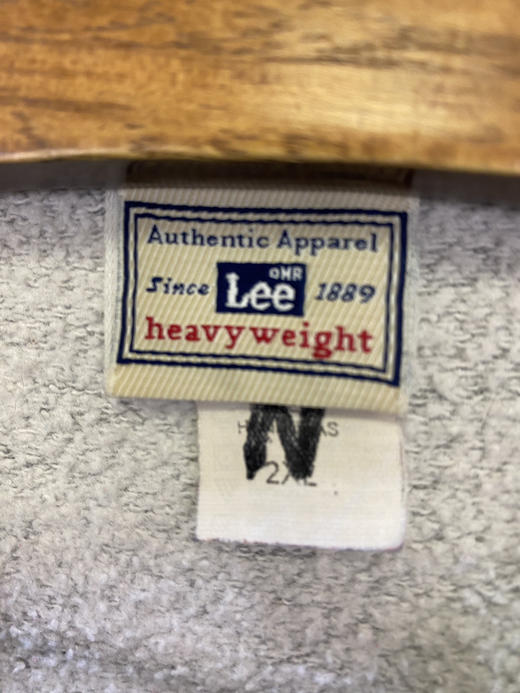 Authentic Apparel
Since Lee 1889
heavyweight
N
2XL